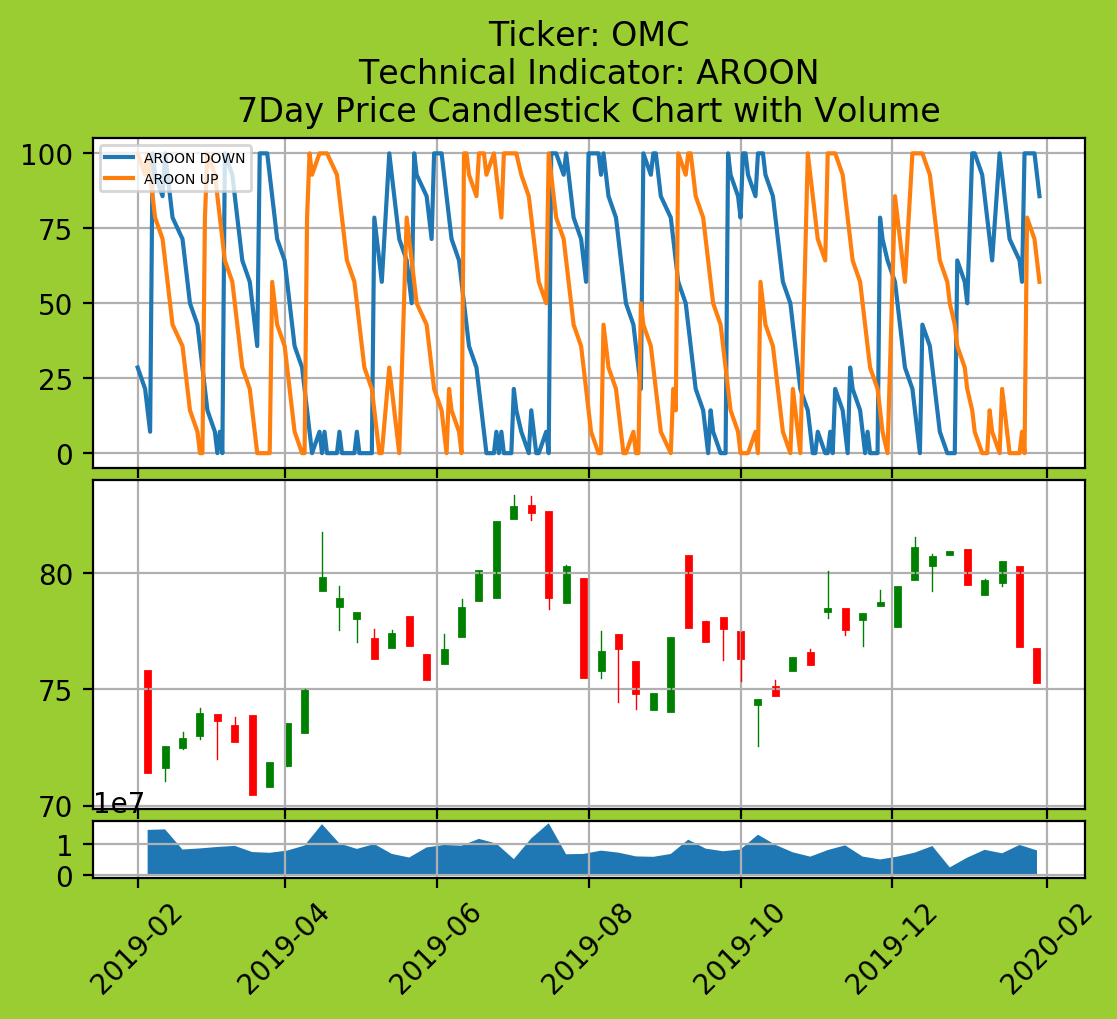 Ticker: OMC
Technical Indicator: AROON
7Day Price Candlestick Chart with Volume
AROON DOWN
AROON UP
100
75
50
25
0
80
75
70
1e7
1
0
2019-02
2019-04
2019-06
2019-08
2019-10
2019-12
2020-02